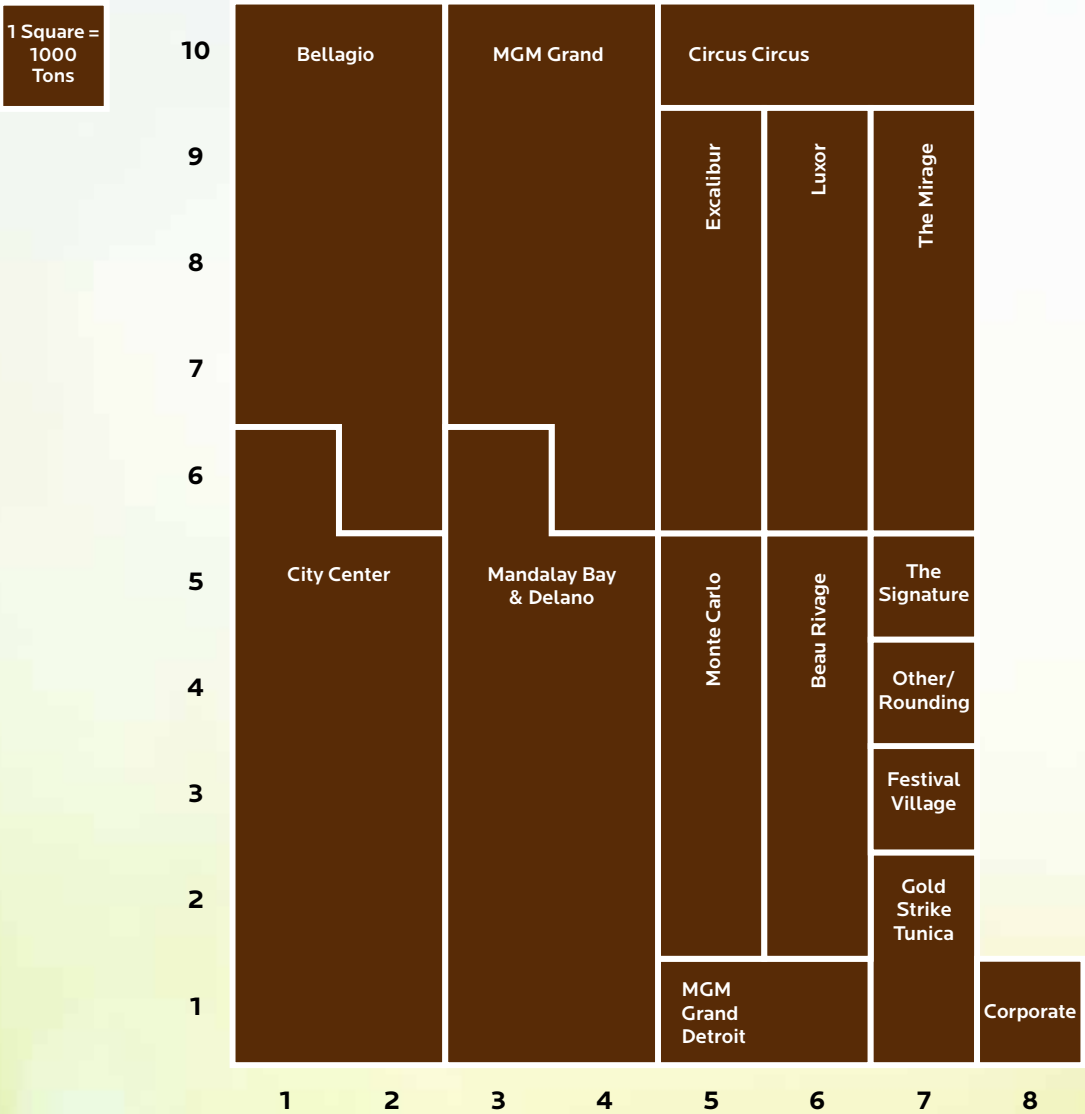 1 Square =
1000
Tons
10
Bellagio
MGM Grand
Circus Circus
9
Excalibur
Luxor
The Mirage
8
7
6
5
City Center
Mandalay Bay
& Delano
Monte Carlo
Beau Rivage
The
Signature
4
Other/
Rounding
3
Festival
Village
2
Gold
Strike
Tunica
1
MGM
Grand
Detroit
Corporate
1 2 3 4 5 6 7 8